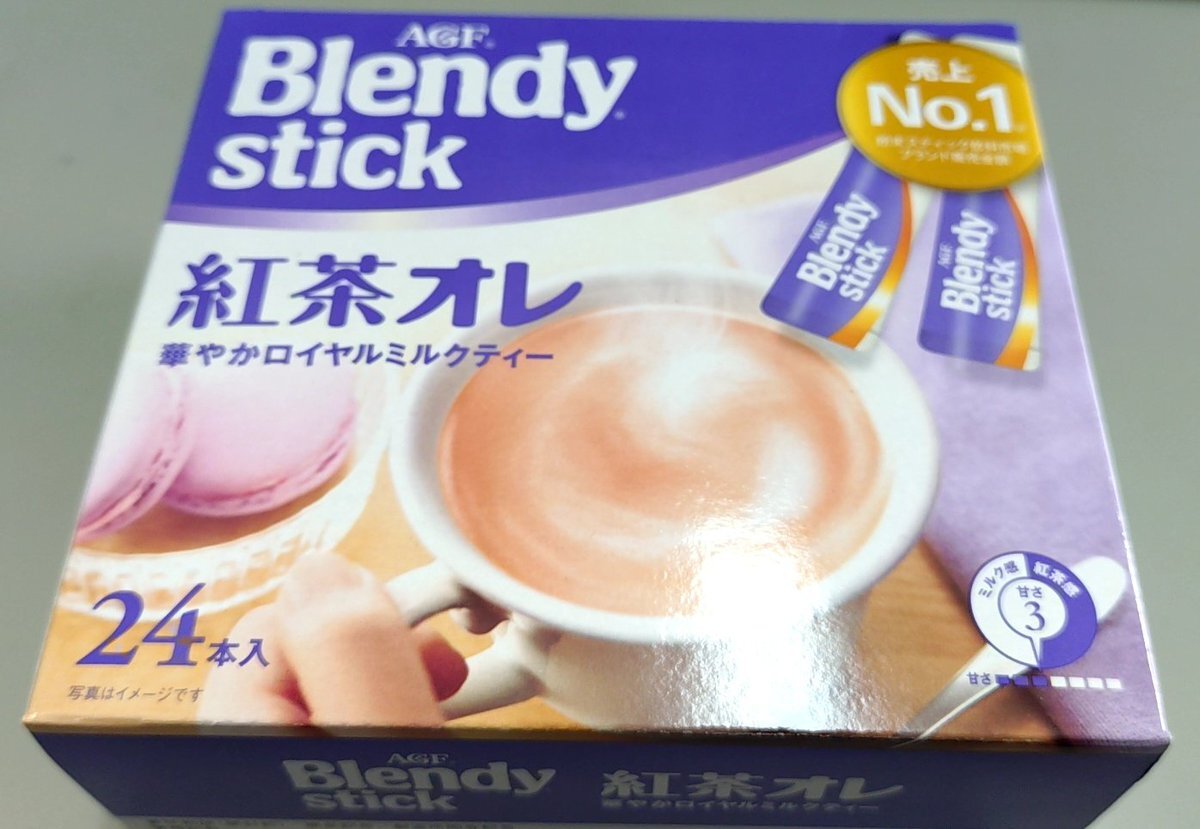 AGF®
Blendy®
stick
売上
No.1
紅茶オレ
華やかロイヤルミルクティー
AGF
Blendy
stick
AGF
Blendy
stick
ミルク感
紅茶感
甘さ
3
甘さ
24本入
写真はイメージです
AGF
Blendy
stick
紅茶オレ
華やかロイヤルミルクティー